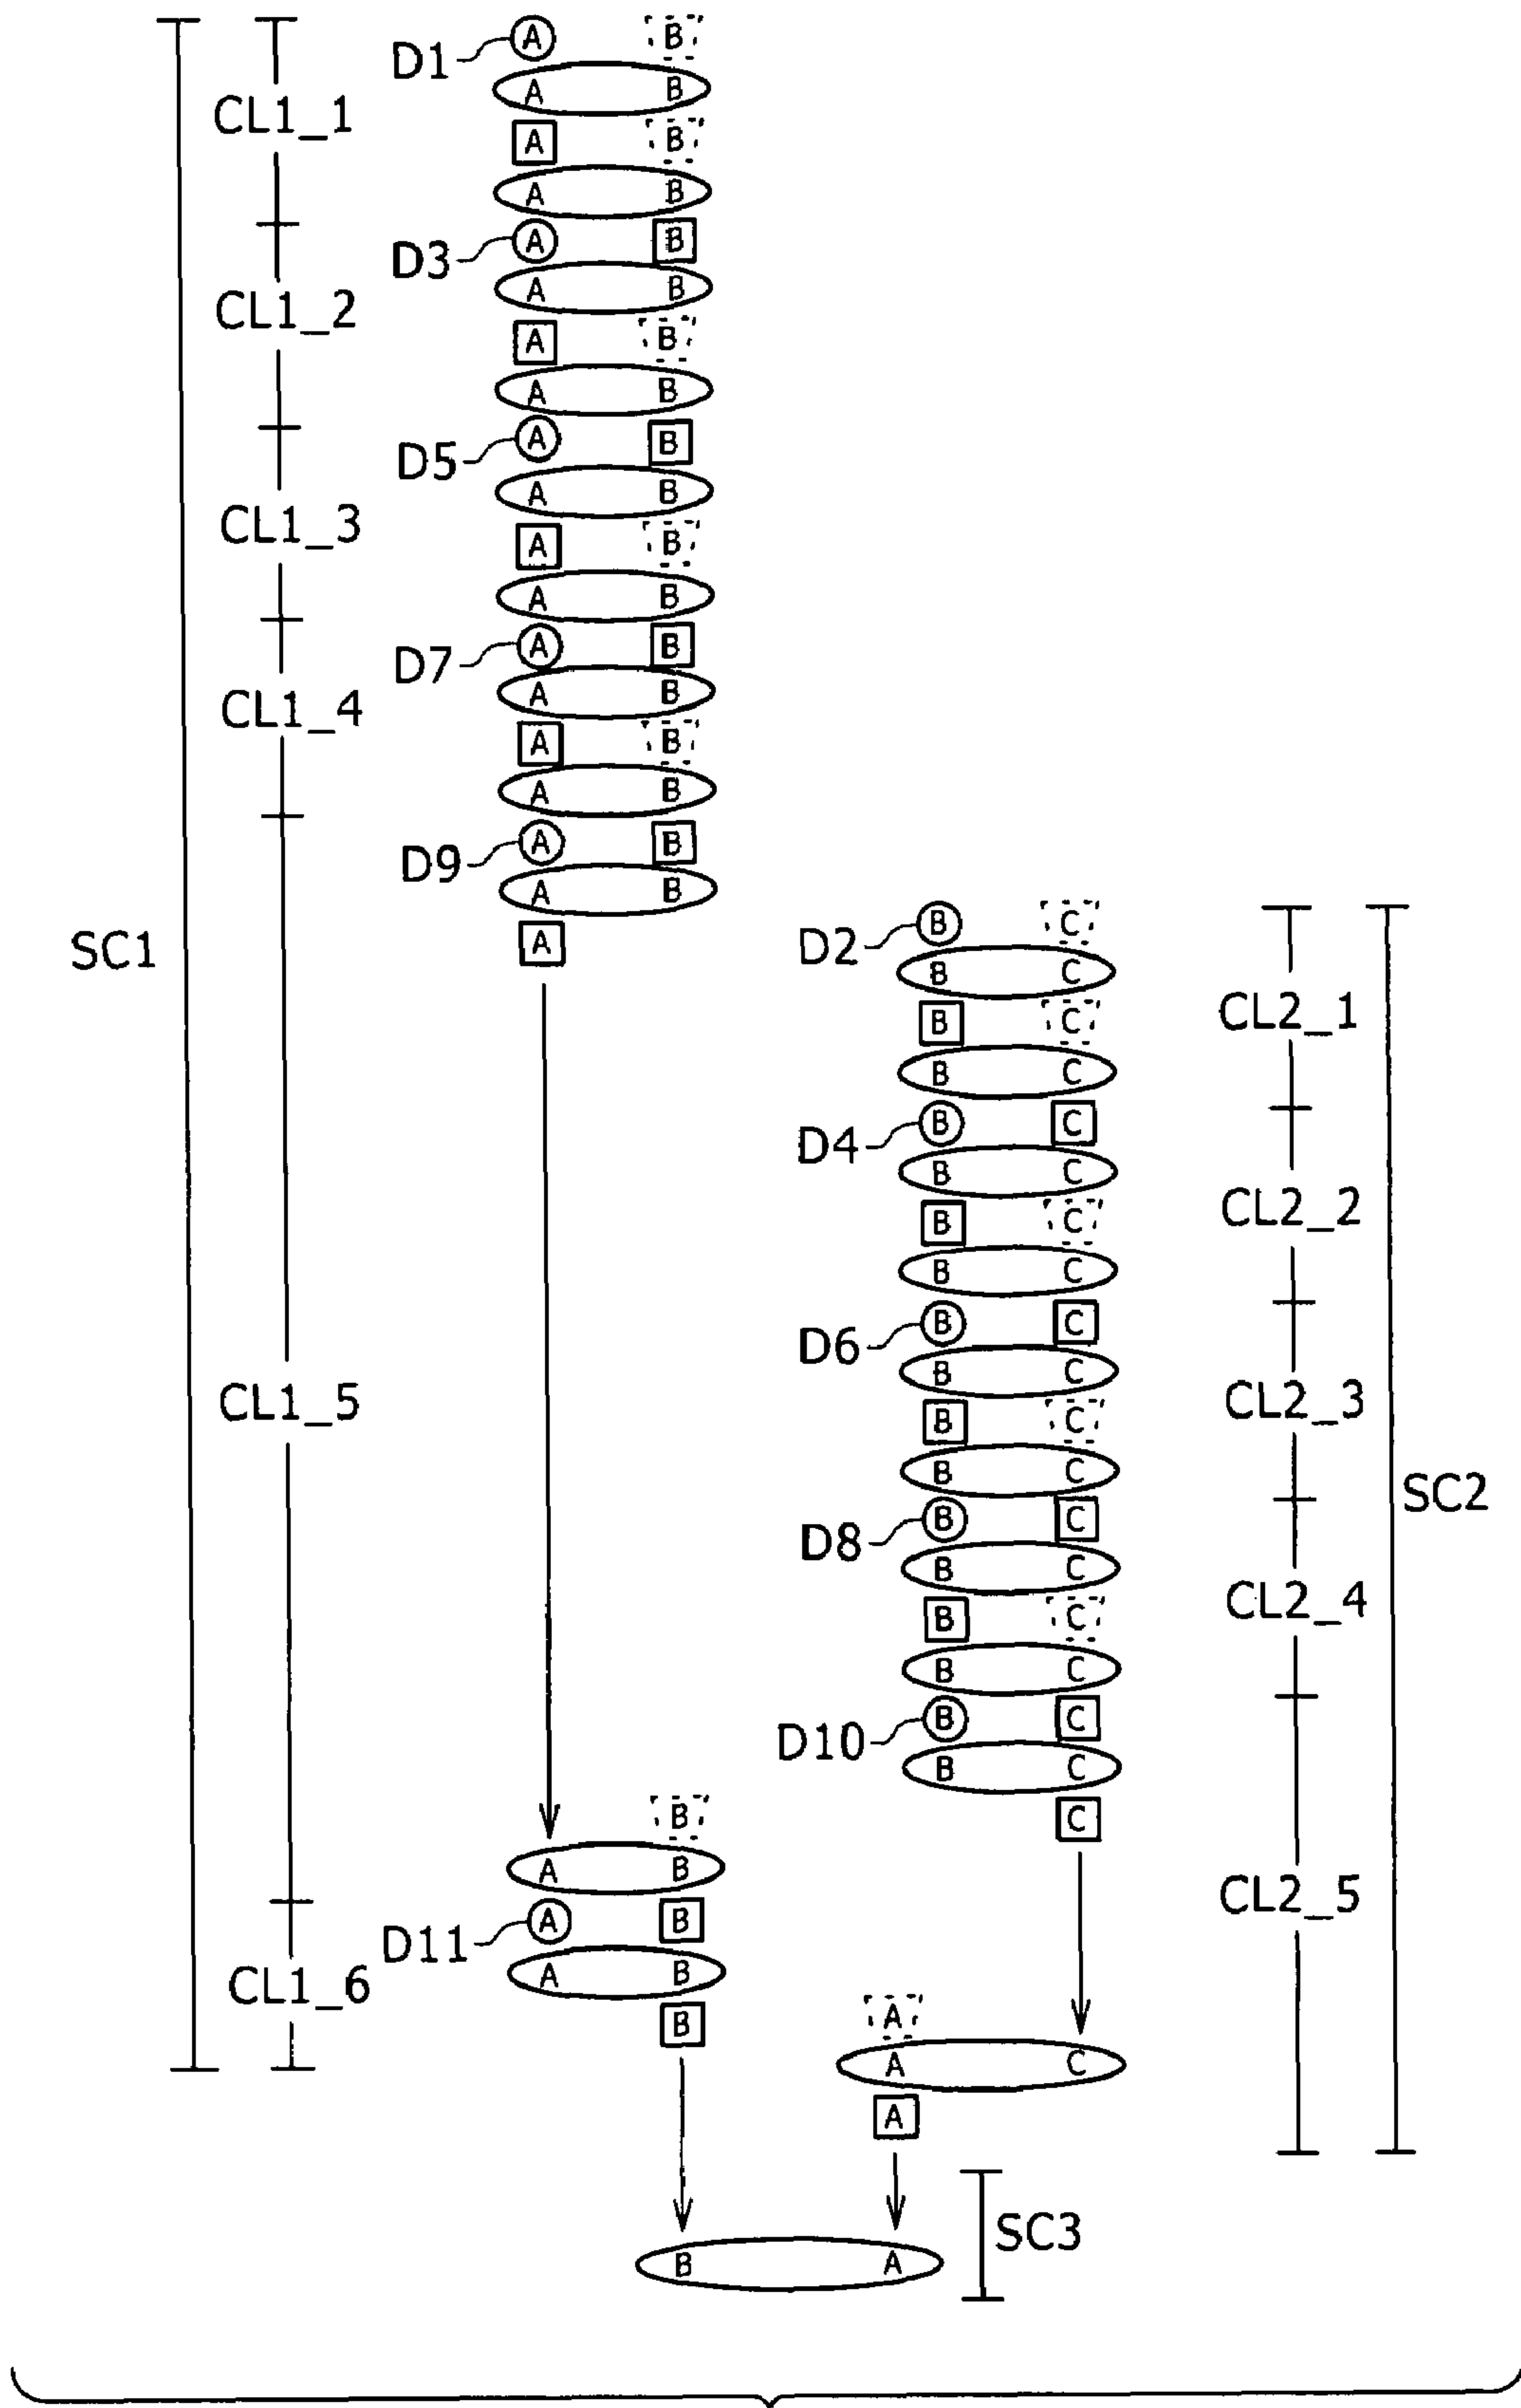 D1 A B
A B
CL1_1
A B
A B
D3 A B
A B
CL1_2
A B
A B
D5 A B
A B
CL1_3
A B
A B
D7 A B
A B
CL1_4
A B
A B
D9 A B
A B
SC1
A
D2 B C
B C
CL2_1
B C
B C
D4 B C
B C
CL2_2
B C
B C
D6 B C
B C
CL1_5
CL2_3
B C
B C
SC2
D8 B C
B C
CL2_4
B C
B C
D10 B C
B C
B
C
A B
CL2_5
D11 A B
A B
CL1_6
B
A
A C
A
SC3
B A